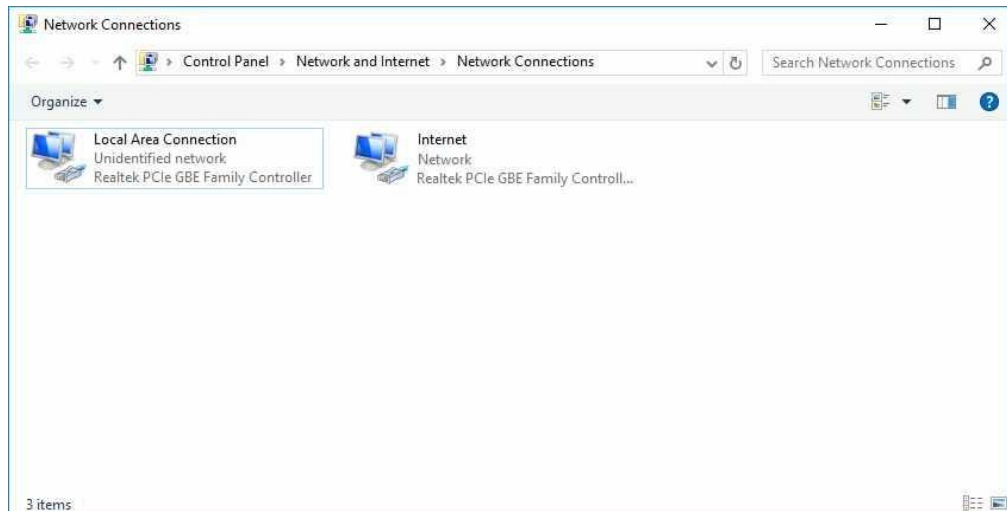 Network Connections
Control Panel > Network and Internet > Network Connections
Search Network Connections
Organize
Local Area Connection
Unidentified network
Realtek PCIe GBE Family Controller
Internet
Network
Realtek PCIe GBE Family Controll...
3 items